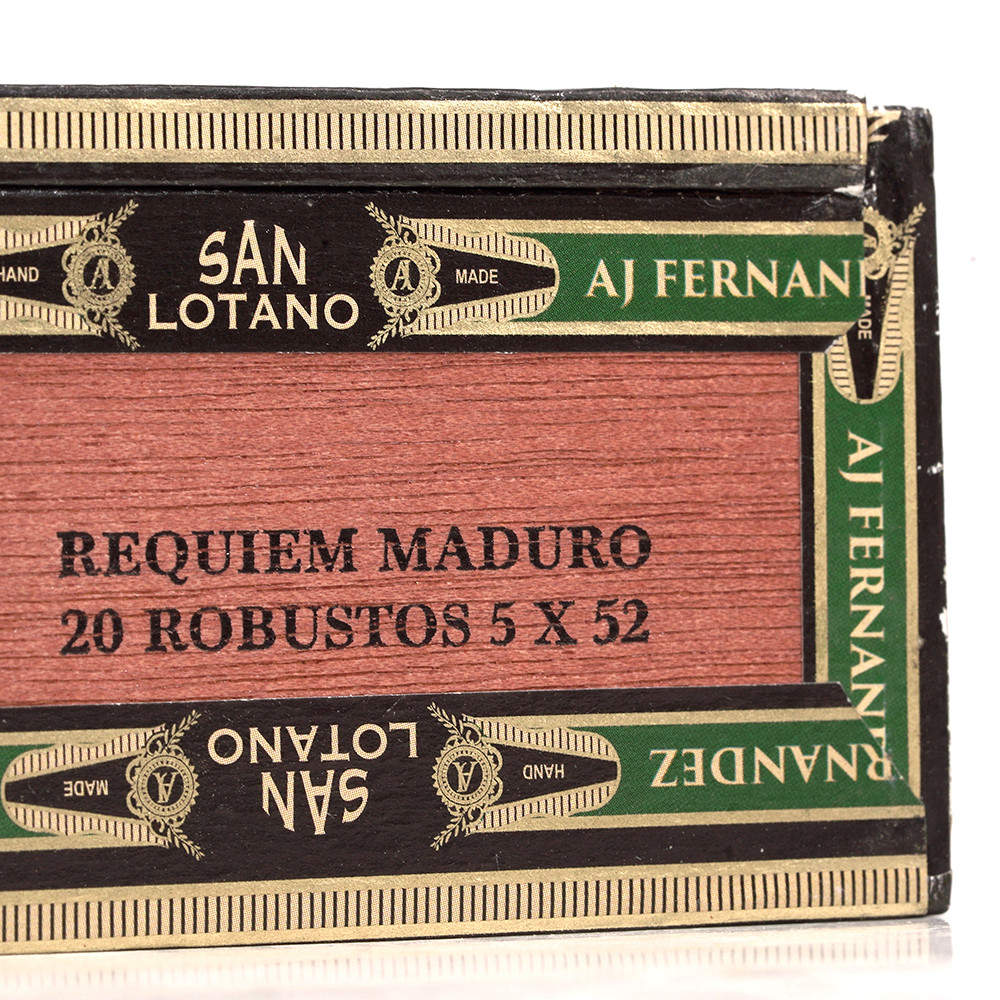 HAND
SAN
LOTANO
A
A
MADE
AJ FERNAN
MADE
AJ FERNAN
REQUIEM MADURO
20 ROBUSTOS 5 X 52
RNANDEZ
HAND
A
SAN
LOTANO
A
MADE